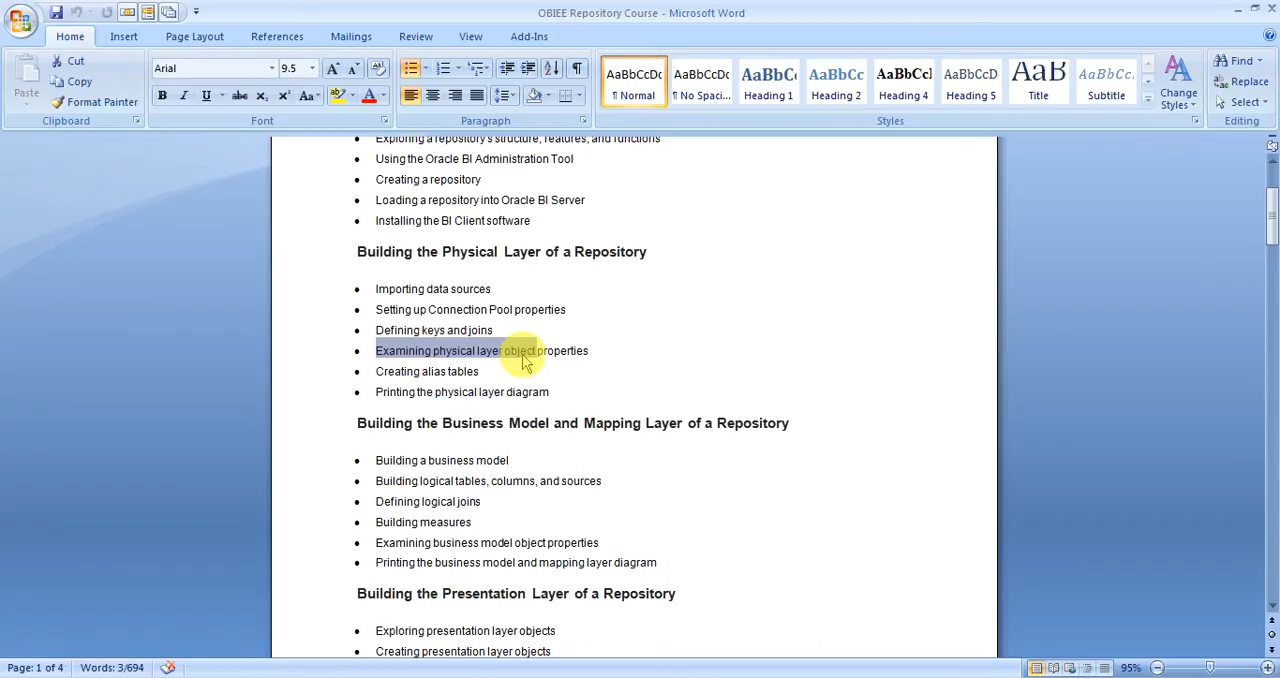 OBIEE Repository Course - Microsoft Word
Home Insert Page Layout References Mailings Review View Add-Ins
Paste
Cut
Copy
Format Painter
Clipboard
Arial 9.5
Font
Paragraph
AaBbCcDc AaBbCcDc AaBbC AaBbCc AaBbCcI AaBbCcD AaB AaBbCc.
¶ Normal ¶ No Spaci... Heading 1 Heading 2 Heading 4 Heading 5 Title Subtitle
Change Styles
Styles
Find
Replace
Select
Editing
Exploring a repository's structure, features, and functions
Using the Oracle BI Administration Tool
Creating a repository
Loading a repository into Oracle BI Server
Installing the BI Client software
Building the Physical Layer of a Repository
Importing data sources
Setting up Connection Pool properties
Defining keys and joins
Examining physical layer object properties
Creating alias tables
Printing the physical layer diagram
Building the Business Model and Mapping Layer of a Repository
Building a business model
Building logical tables, columns, and sources
Defining logical joins
Building measures
Examining business model object properties
Printing the business model and mapping layer diagram
Building the Presentation Layer of a Repository
Exploring presentation layer objects
Creating presentation layer objects
Page: 1 of 4 Words: 3/694 95%